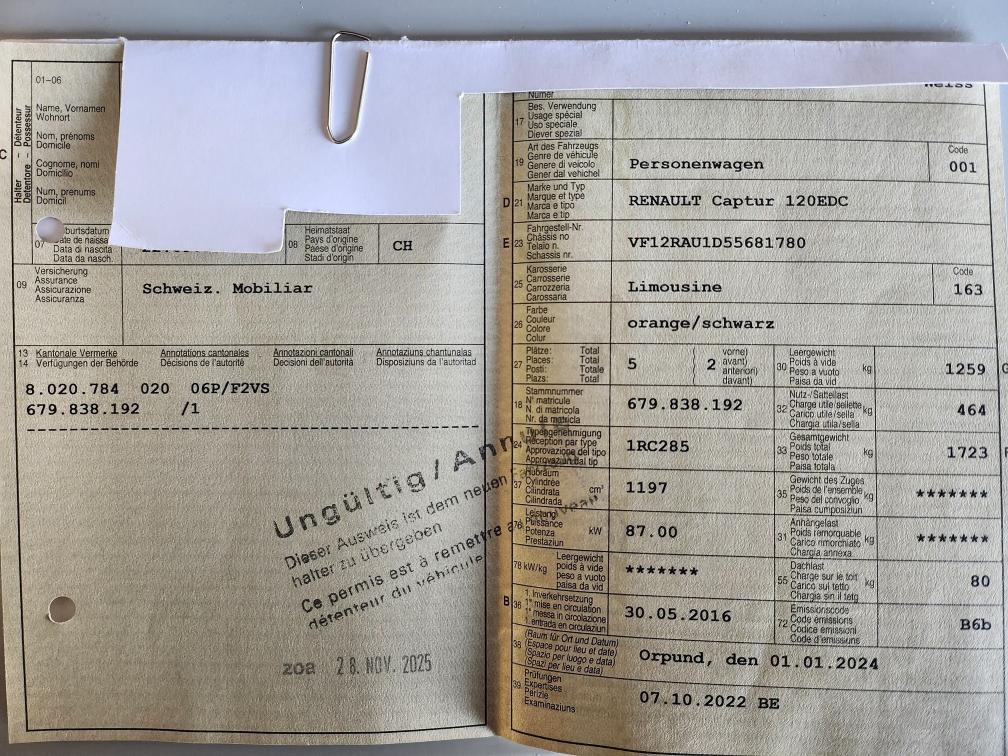 01–06
Halter - Détenteur
Detentore - Possessur
Name, Vornamen
Wohnort
Nom, prénoms
Domicile
Cognome, nomi
Domicilio
Num, prenums
Domicil
C
07
Data di nascita
Data da nasch.
08
Heimatstaat
Pays d'origine
Paese d'origine
Stadi d'origin
CH
09
Versicherung
Assurance
Assicurazione
Assicuranza
Schweiz. Mobiliar
13 Kantonale Vermerke Annotations cantonales Annotazioni cantonali Annotaziuns chantunalas
14 Verfügungen der Behörde Décisions de l'autorité Decisioni dell'autorità Disposiziuns da l'autoritad
8.020.784 020 06P/F2VS
679.838.192 /1
Ungültig / Ann
Dieser Ausweis ist dem neuen
halter zu übergeben
Ce permis est à remettre
détenteur du véhicule
zoa 28. NOV. 2025
Weiss
17
Bes. Verwendung
Usage spécial
Uso speciale
Diever spezial
19
Art des Fahrzeugs
Genre de véhicule
Genere di veicolo
Gener dal vehichel
Personenwagen
Code
001
D 21
Marke und Typ
Marque et type
Marca e tipo
Marca e tip
RENAULT Captur 120EDC
E 23
Fahrgestell-Nr.
Châssis no
Telaio n.
Schassis nr.
VF12RAU1D55681780
25
Karosserie
Carrosserie
Carrozzeria
Carossaria
Limousine
Code
163
26
Farbe
Couleur
Colore
Colur
orange/schwarz
27
Plätze: Total
Places: Total
Posti: Totale
Plazs: Total
5
2
vorne)
avant)
anteriori)
davant)
30
Leergewicht
Poids à vide
Peso a vuoto
Paisa da vid
kg
1259
G
18
Stammnummer
N° matricule
N. di matricola
Nr. da matricla
679.838.192
32
Nutz-/Sattellast
Charge utile/sellette
Carico utile/sella
Chargia utila/sella
kg
464
24
Typengenehmigung
Réception par type
Approvazione del tipo
Approvaziun dal tip
1RC285
33
Gesamtgewicht
Poids total
Peso totale
Paisa totala
kg
1723
F
37
Hubraum
Cylindrée
Cilindrata
Cilindrada
cm³
1197
35
Gewicht des Zuges
Poids de l'ensemble
Peso del convoglio
Paisa cumposiziun
kg
*******
76
Leistung
Puissance
Potenza
Prestaziun
kW
87.00
31
Anhängelast
Poids remorquable
Carico rimorchiato
Chargia annexa
kg
*******
78 kW/kg
Leergewicht
poids à vide
peso a vuoto
paisa da vid
*******
55
Dachlast
Charge sur le toit
Carico sul tetto
Chargia sin il tetg
kg
80
B 36
1. Inverkehrsetzung
1re mise en circulation
1a messa in circolazione
1. entrada en circulaziun
30.05.2016
72
Emissionscode
Code émissions
Codice emissioni
Code d'emissiuns
B6b
38
(Raum für Ort und Datum)
(Espace pour lieu et date)
(Spazio per luogo e data)
(Spazi per lieu e data)
Orpund, den 01.01.2024
39
Prüfungen
Expertises
Perizie
Examinaziuns
07.10.2022 BE